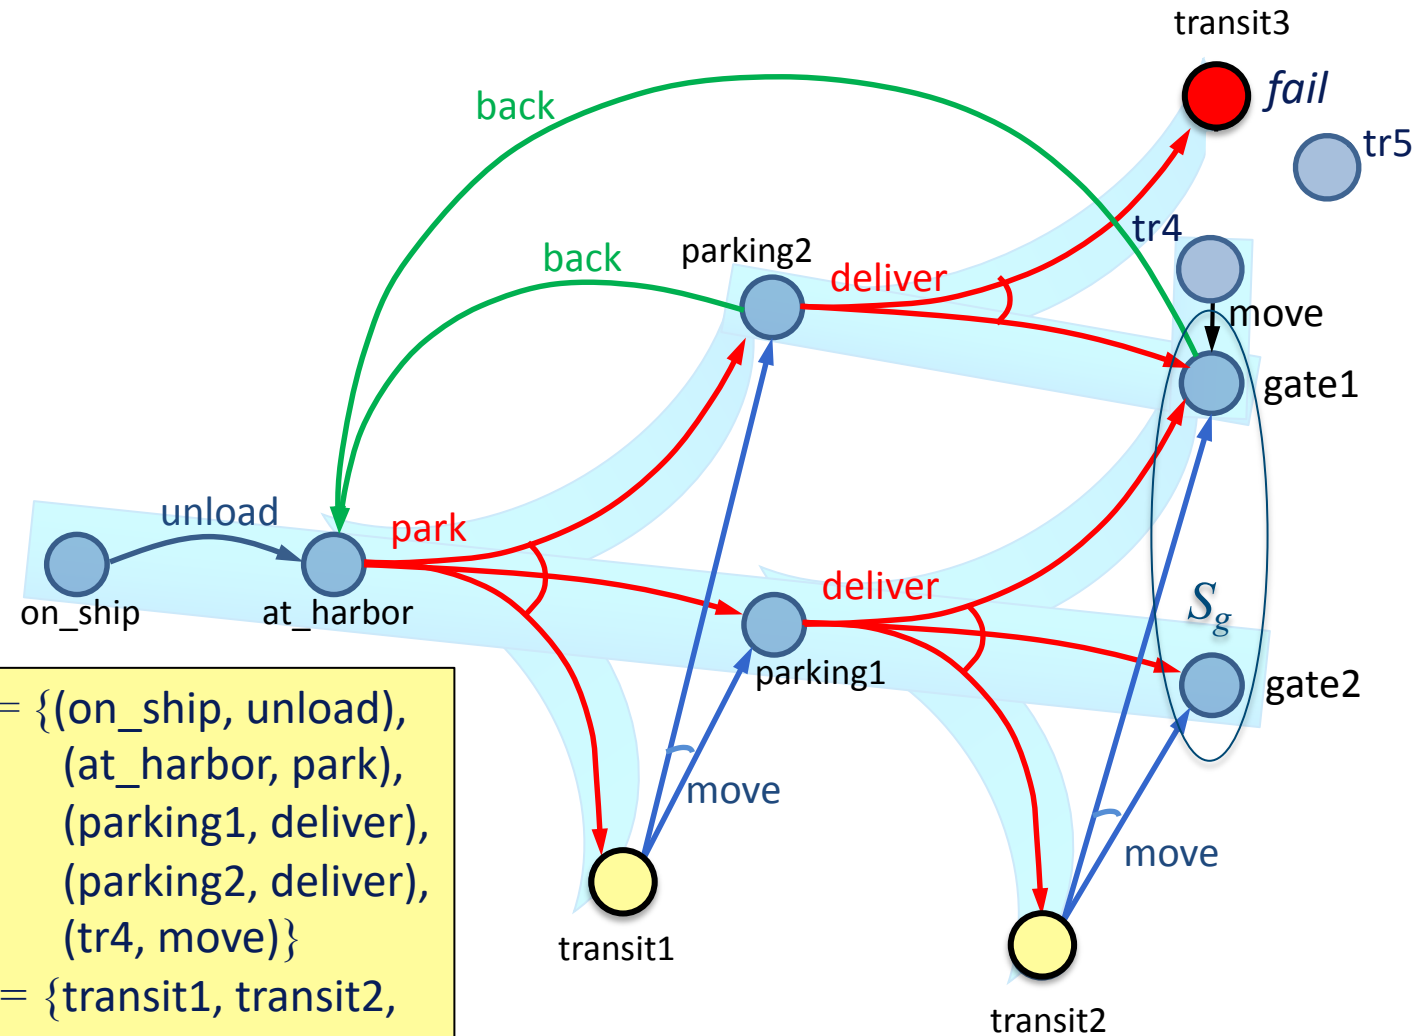 transit3
fail
tr5
back
tr4
parking2
back
deliver
move
gate1
unload
park
on_ship
at_harbor
deliver
S_g
parking1
gate2
= {(on_ship, unload),
(at_harbor, park),
(parking1, deliver),
(parking2, deliver),
(tr4, move)}
= {transit1, transit2,
move
move
transit1
transit2